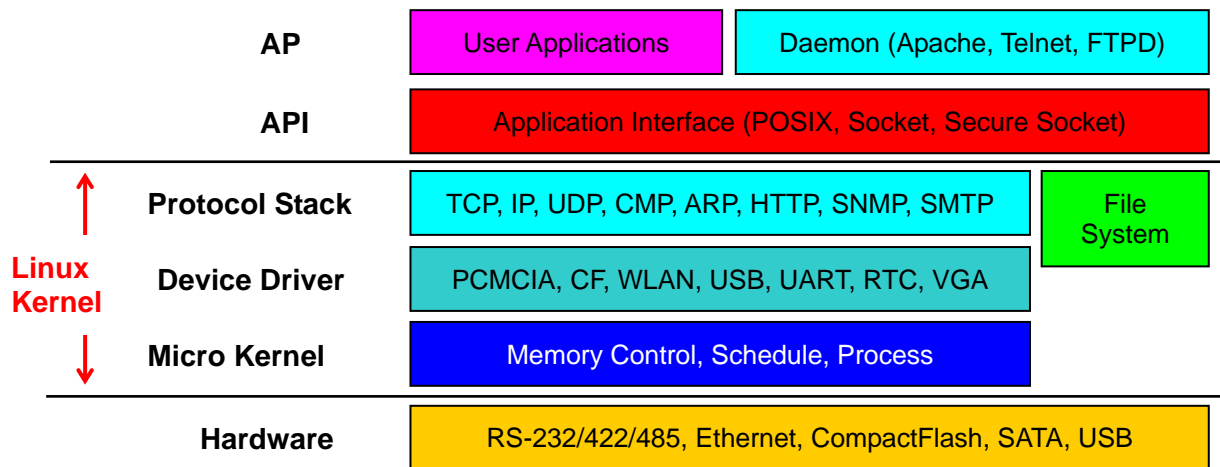 AP
User Applications
Daemon (Apache, Telnet, FTPD)
API
Application Interface (POSIX, Socket, Secure Socket)
Linux
Kernel
Protocol Stack
TCP, IP, UDP, CMP, ARP, HTTP, SNMP, SMTP
File
System
Device Driver
PCMCIA, CF, WLAN, USB, UART, RTC, VGA
Micro Kernel
Memory Control, Schedule, Process
Hardware
RS-232/422/485, Ethernet, CompactFlash, SATA, USB